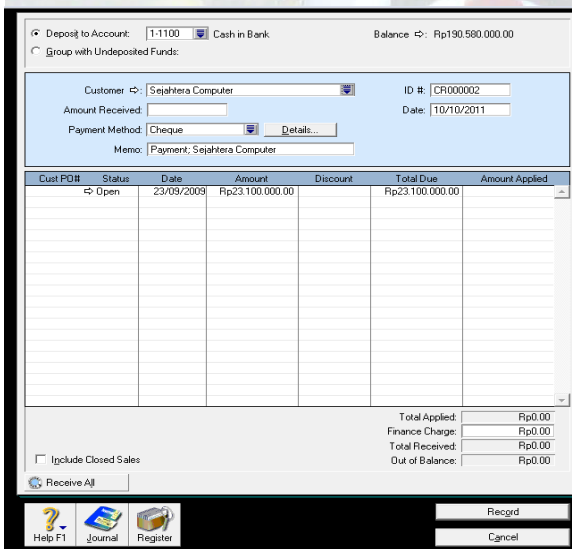 Deposit to Account: 1-1100 Cash in Bank Balance ⇨: Rp190.580.000.00
Group with Undeposited Funds:
Customer ⇨: Sejahtera Computer ID #: CR000002
Amount Received: Date: 10/10/2011
Payment Method: Cheque Details...
Memo: Payment; Sejahtera Computer
Cust PO# Status Date Amount Discount Total Due Amount Applied
⇨ Open 23/09/2009 Rp23.100.000.00 Rp23.100.000.00
Total Applied: Rp0.00
Finance Charge: Rp0.00
Total Received: Rp0.00
Include Closed Sales Out of Balance: Rp0.00
Receive All
Record
Help F1 Journal Register
Cancel